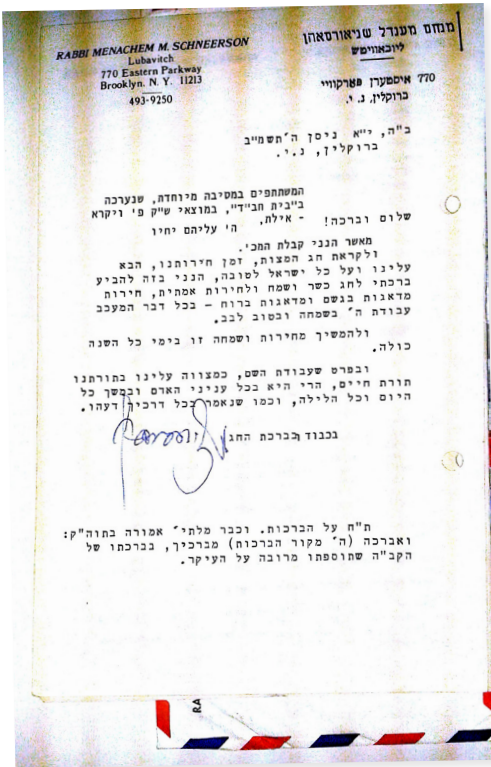 RABBI MENACHEM M. SCHNEERSON
Lubavitch
770 Eastern Parkway
Brooklyn, N. Y. 11213
493-9250
מנחם מענדל שניאורסאהן
ליובאוויטש
770 איסטערן פארקוויי
ברוקלין, נ. י.
ב"ה, י"א ניסן ה'תשמ"ב
ברוקלין, נ.י.
המשתתפים במסיבה מיוחדת, שנערכה
ב"בית חב"ד", במוצאי ש"ק פ' ויקרא
- אילת,
ה' עליהם יחיו
שלום וברכה!
מאשר הנני קבלת המכ'.
ולקראת חג המצות, זמן חירותנו, הבא
עלינו ועל כל ישראל לטובה, הנני בזה להביע
ברכתי לחג כשר ושמח ולחירות אמתית, חירות
מדאגות בגשם ומדאגות ברוח - בכל דבר המעכב
עבודת ה' בשמחה ובטוב לבב.
ולהמשיך מחירות ושמחה זו בימי כל השנה
כולה.
ובפרט שעבודת השם, כמצווה עלינו בתורתנו
תורת חיים, הרי היא בכל עניני האדם ובמשך כל
היום וכל הלילה, וכמו שנאמר בכל דרכיך דעהו.
בכבוד וברכת החג
ת"ח על הברכות. וכבר מלתי' אמורה בתוה"ק:
ואברכה (ה' מקור הברכות) מברכיך, בברכתו של
הקב"ה שתוספתו מרובה על העיקר.
RA